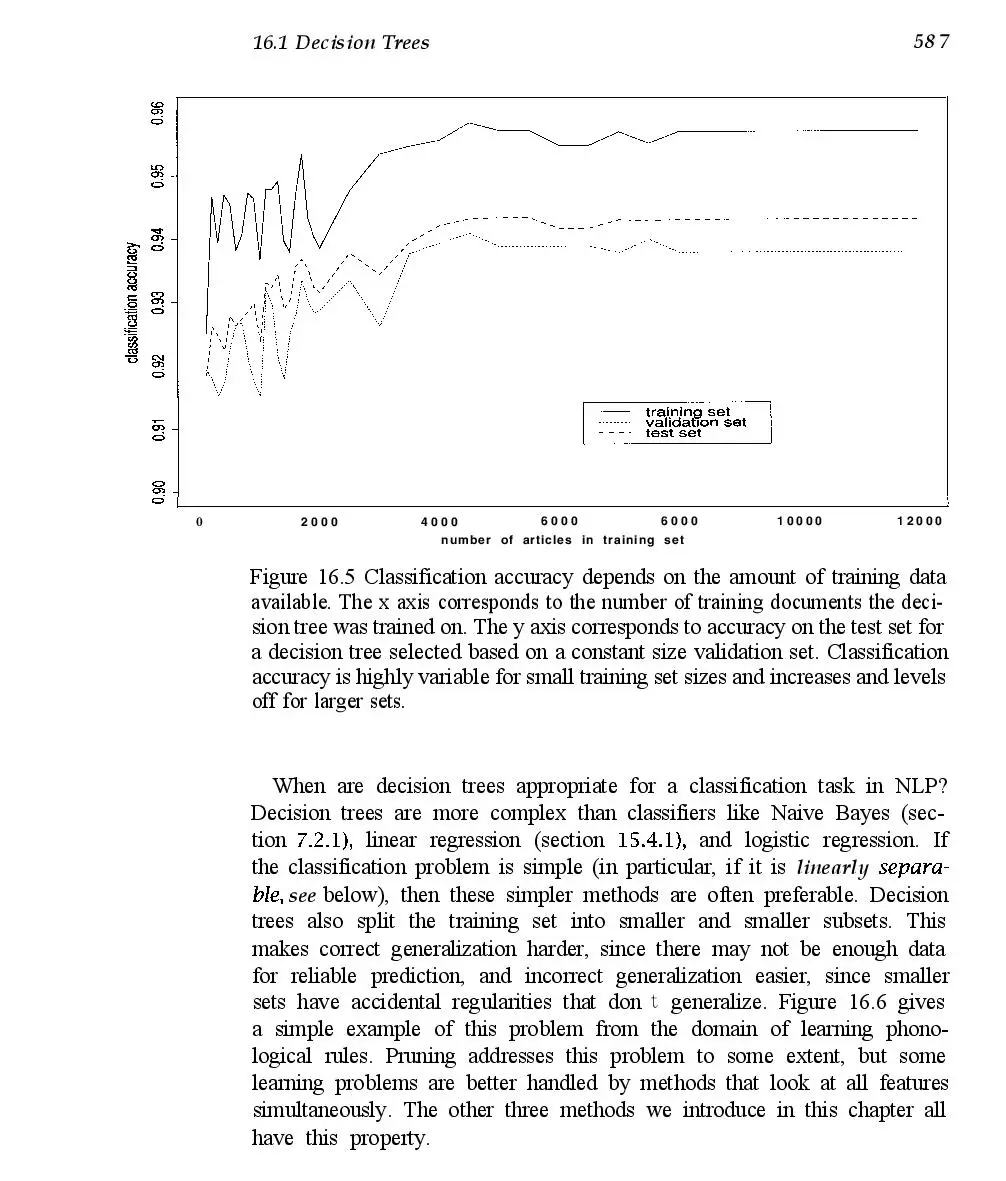 16.1 Decision Trees
587
0.96
0.95
0.94
0.93
0.92
0.91
0.90
classification accuracy
training set
validation set
test set
0 2000 4000 6000 6000 10000 12000
number of articles in training set
Figure 16.5 Classification accuracy depends on the amount of training data
available. The x axis corresponds to the number of training documents the deci-
sion tree was trained on. The y axis corresponds to accuracy on the test set for
a decision tree selected based on a constant size validation set. Classification
accuracy is highly variable for small training set sizes and increases and levels
off for larger sets.
When are decision trees appropriate for a classification task in NLP?
Decision trees are more complex than classifiers like Naive Bayes (sec-
tion 7.2.1), linear regression (section 15.4.1), and logistic regression. If
the classification problem is simple (in particular, if it is linearly separa-
ble, see below), then these simpler methods are often preferable. Decision
trees also split the training set into smaller and smaller subsets. This
makes correct generalization harder, since there may not be enough data
for reliable prediction, and incorrect generalization easier, since smaller
sets have accidental regularities that don t generalize. Figure 16.6 gives
a simple example of this problem from the domain of learning phono-
logical rules. Pruning addresses this problem to some extent, but some
learning problems are better handled by methods that look at all features
simultaneously. The other three methods we introduce in this chapter all
have this property.